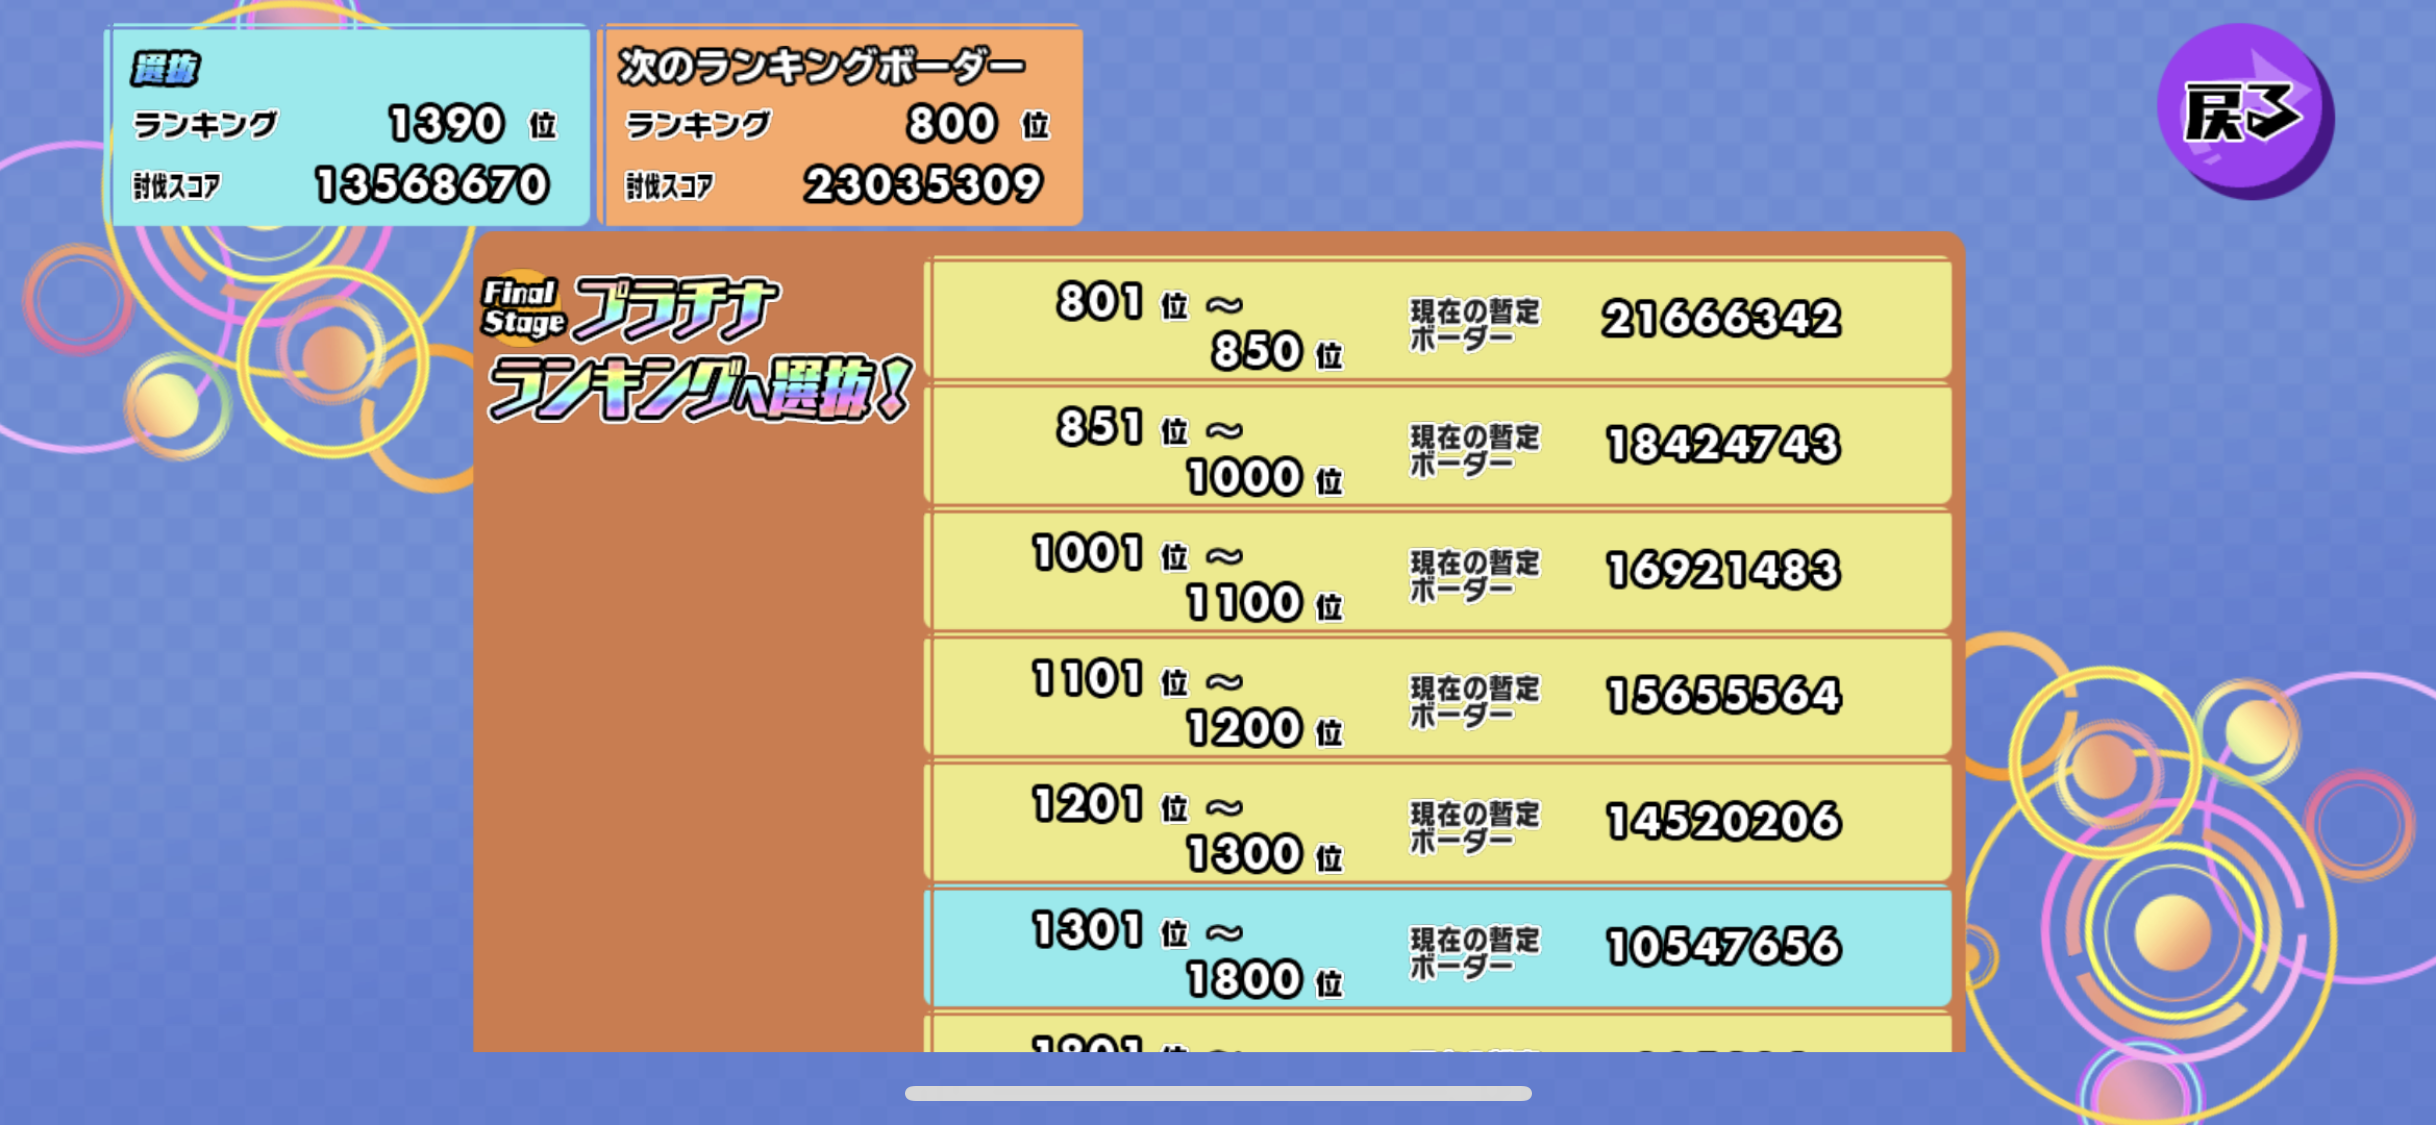 選抜
ランキング 1390 位
討伐スコア 13568670
次のランキングボーダー
ランキング 800 位
討伐スコア 23035309
戻る
Final
Stage
プラチナ
ランキングへ選抜!
801 位 ～
850 位
現在の暫定
ボーダー
21666342
851 位 ～
1000 位
現在の暫定
ボーダー
18424743
1001 位 ～
1100 位
現在の暫定
ボーダー
16921483
1101 位 ～
1200 位
現在の暫定
ボーダー
15655564
1201 位 ～
1300 位
現在の暫定
ボーダー
14520206
1301 位 ～
1800 位
現在の暫定
ボーダー
10547656
1801 位 ～